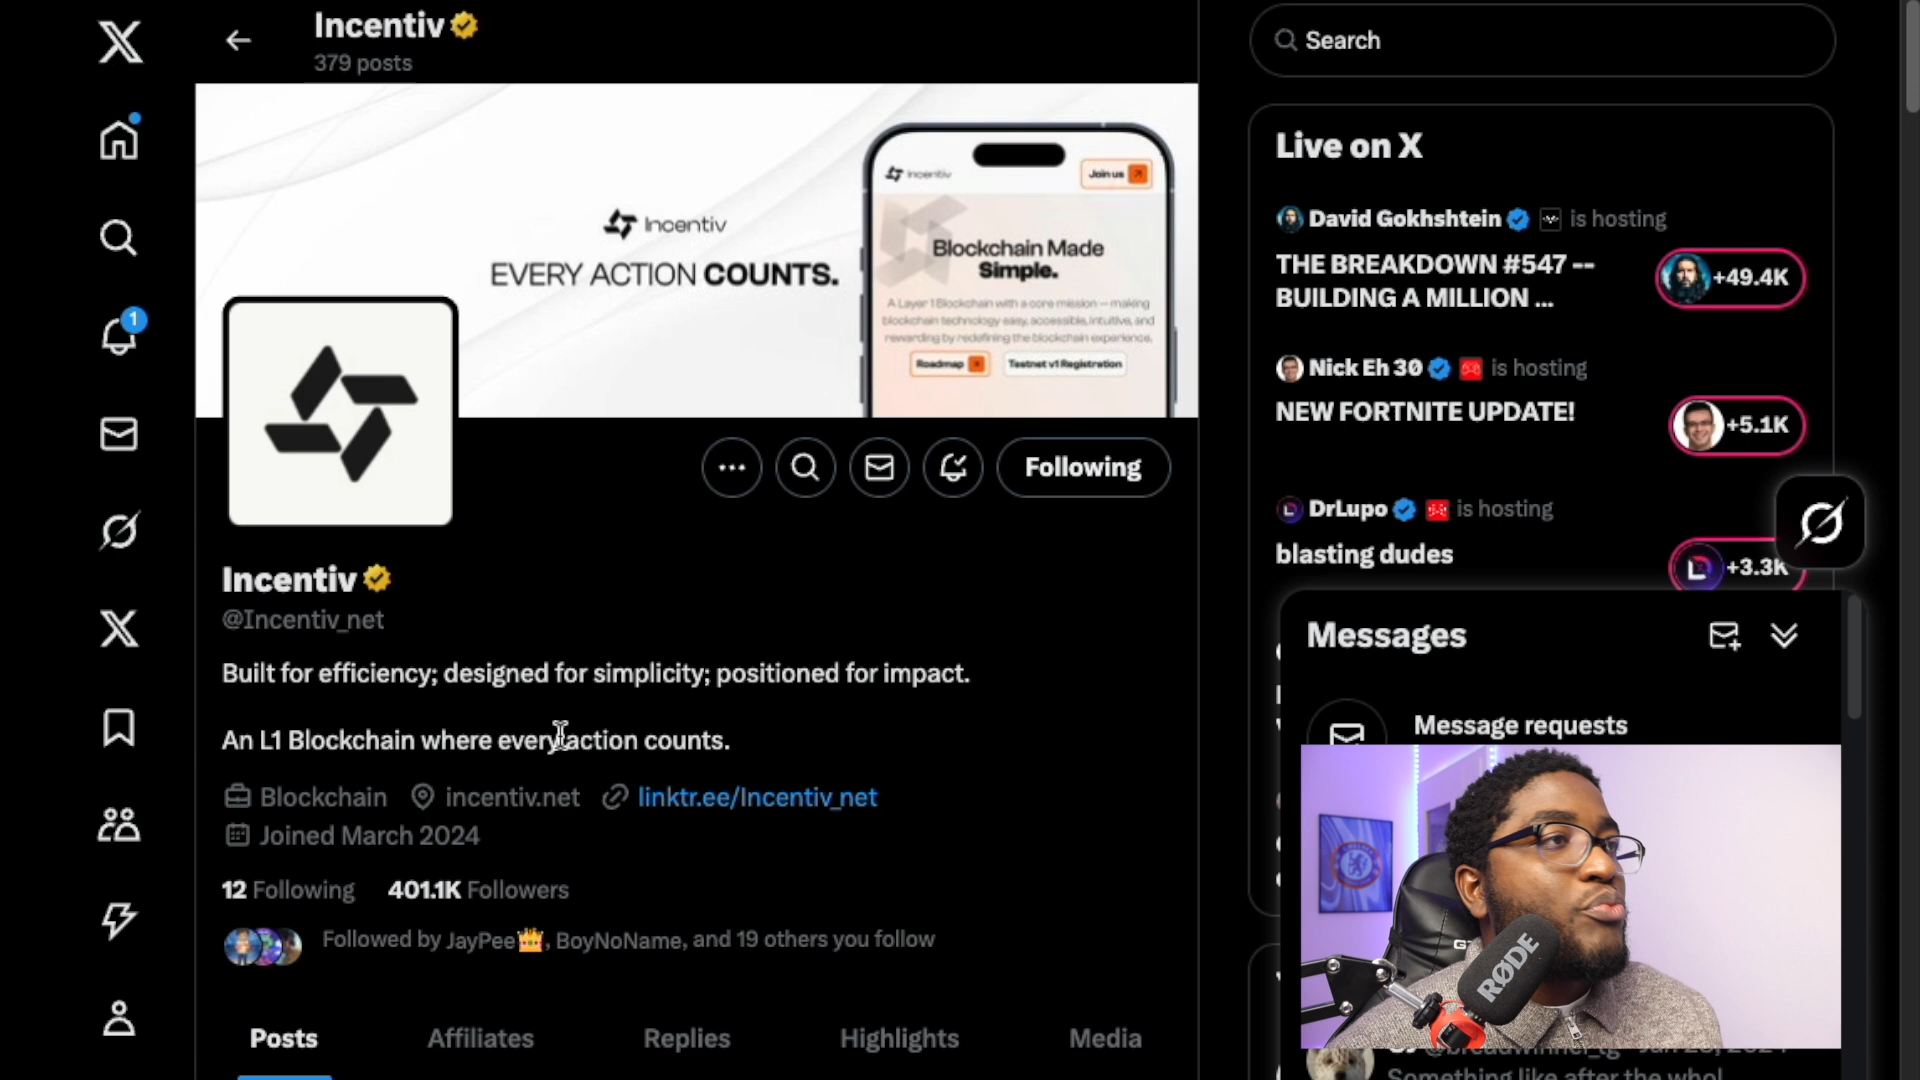 Incentiv
379 posts
Incentiv
EVERY ACTION COUNTS.
Incentiv
Join us
Blockchain Made
Simple.
A Layer 1 Blockchain with a core mission — making
blockchain technology easy, accessible, intuitive, and
rewarding by redefining the blockchain experience.
Roadmap
Testnet v1 Registration
Following
Incentiv
@Incentiv_net
Built for efficiency; designed for simplicity; positioned for impact.
An L1 Blockchain where every action counts.
Blockchain incentiv.net linktr.ee/Incentiv_net
Joined March 2024
12 Following 401.1K Followers
Followed by JayPee👑, BoyNoName, and 19 others you follow
Posts Affiliates Replies Highlights Media
1
Search
Live on X
David Gokhshtein is hosting
THE BREAKDOWN #547 --
BUILDING A MILLION ...
+49.4K
Nick Eh 30 is hosting
NEW FORTNITE UPDATE!
+5.1K
DrLupo is hosting
blasting dudes
+3.3K
Messages
Message requests
RØDE
Something like after the whol